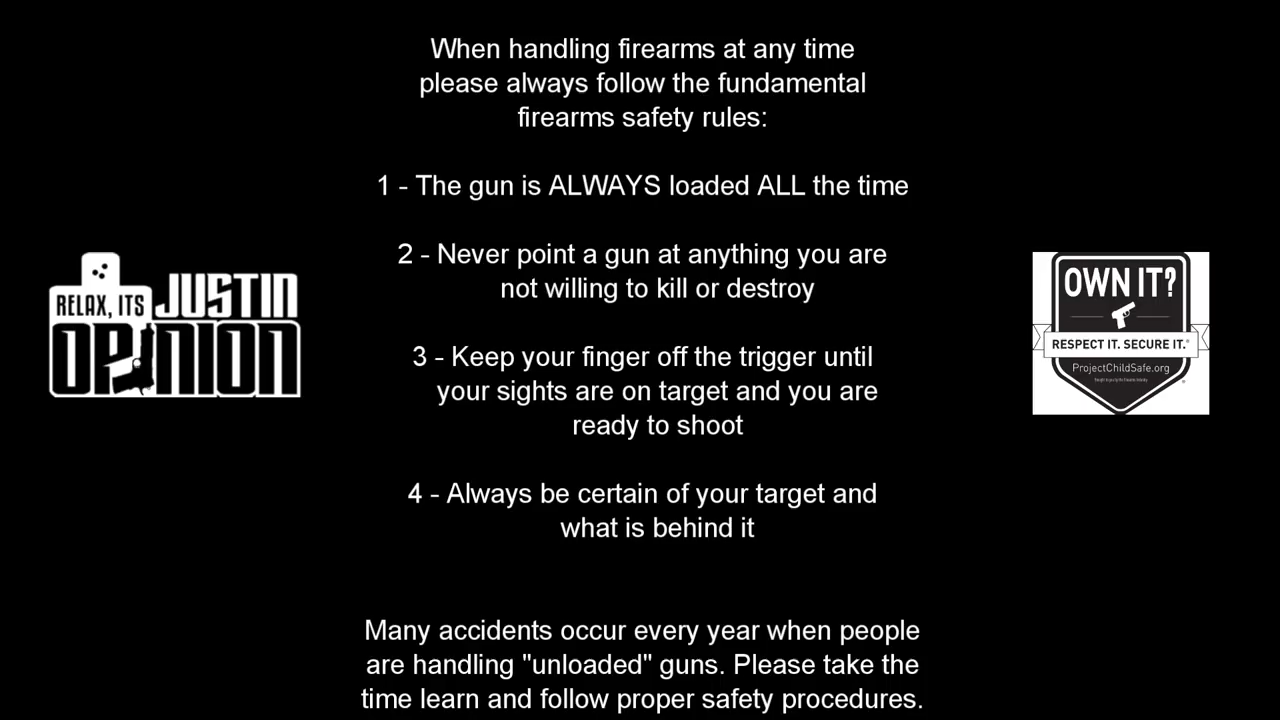 When handling firearms at any time
please always follow the fundamental
firearms safety rules:
1 - The gun is ALWAYS loaded ALL the time
2 - Never point a gun at anything you are
not willing to kill or destroy
3 - Keep your finger off the trigger until
your sights are on target and you are
ready to shoot
4 - Always be certain of your target and
what is behind it
Many accidents occur every year when people
are handling "unloaded" guns. Please take the
time learn and follow proper safety procedures.
RELAX, ITS JUSTIN
OPINION
OWN IT?
RESPECT IT. SECURE IT.®
ProjectChildSafe.org